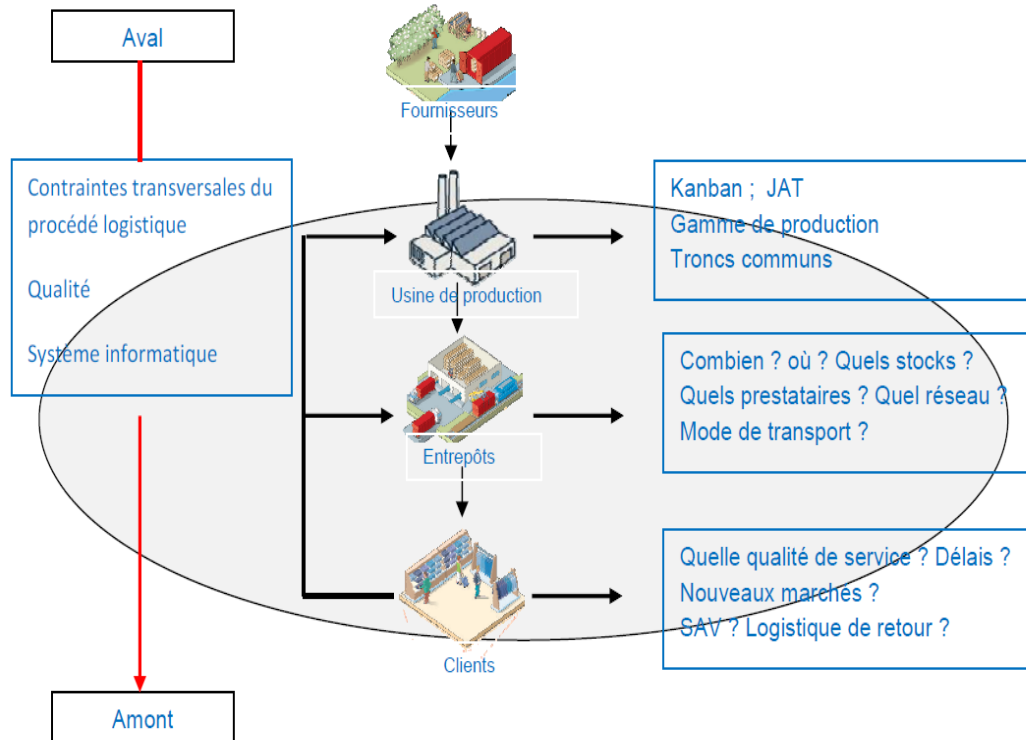 Aval
Fournisseurs
Contraintes transversales du
procédé logistique
Qualité
Système informatique
Kanban ; JAT
Gamme de production
Troncs communs
Usine de production
Combien ? où ? Quels stocks ?
Quels prestataires ? Quel réseau ?
Mode de transport ?
Entrepôts
Quelle qualité de service ? Délais ?
Nouveaux marchés ?
SAV ? Logistique de retour ?
Clients
Amont